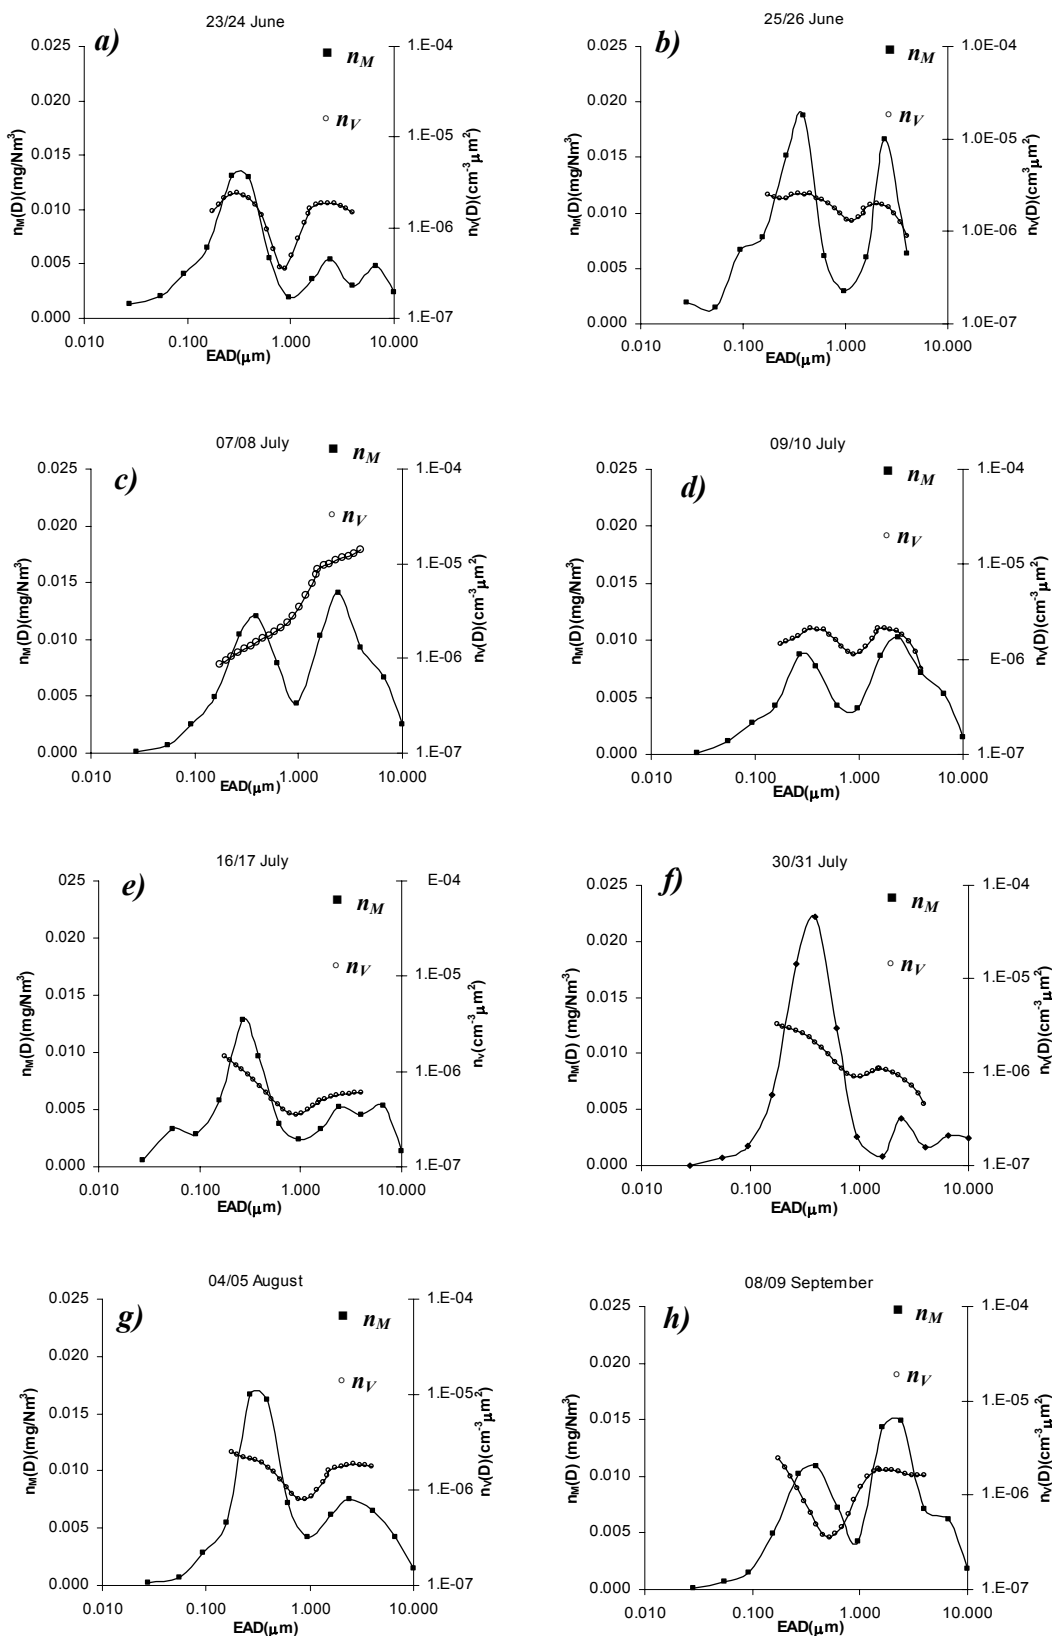 23/24 June
a)
n_M
n_V
0.025
0.020
0.015
0.010
0.005
0.000
n_M(D)(mg/Nm³)
1.E-04
1.E-05
1.E-06
1.E-07
n_V(D)(cm⁻³μm²)
0.010
0.100
1.000
10.000
EAD(μm)
25/26 June
b)
n_M
n_V
0.025
0.020
0.015
0.010
0.005
0.000
n_M(D)(mg/Nm³)
1.0E-04
1.0E-05
1.0E-06
1.0E-07
n_V(D)(cm³μm²)
0.010
0.100
1.000
10.000
EAD(μm)
07/08 July
c)
n_M
n_V
0.025
0.020
0.015
0.010
0.005
0.000
n_M(D)(mg/Nm³)
1.E-04
1.E-05
1.E-06
1.E-07
n_V(D)(cm⁻³μm²)
0.010
0.100
1.000
10.000
EAD(μm)
09/10 July
d)
n_M
n_V
0.025
0.020
0.015
0.010
0.005
0.000
n_M(D)(mg/Nm³)
1.E-04
1.E-05
E-06
1.E-07
n_V(D)(cm⁻³μm²)
0.010
0.100
1.000
10.000
EAD(μm)
16/17 July
e)
n_M
n_V
025
0.020
0.015
0.010
0.005
0.000
n_M(D)(mg/Nm³)
E-04
1.E-05
1.E-06
1.E-07
n_v(cm⁻³μm²)
0.010
0.100
1.000
10.000
EAD(μm)
30/31 July
f)
n_M
n_V
0.025
0.020
0.015
0.010
0.005
0.000
n_M(D) (mg/Nm³)
1.E-04
1.E-05
1.E-06
1.E-07
n_V(D)(cm⁻³μm²)
0.010
0.100
1.000
10.000
EAD(μm)
04/05 August
g)
n_M
n_V
0.025
0.020
0.015
0.010
0.005
0.000
n_M(D)(mg/Nm³)
1.E-04
1.E-05
1.E-06
1.E-07
n_V(D)(cm⁻³μm²)
0.010
0.100
1.000
10.000
EAD(μm)
08/09 September
h)
n_M
n_V
0.025
0.020
0.015
0.010
0.005
0.000
n_M(D) (mg/Nm³)
1.E-04
1.E-05
1.E-06
1.E-07
n_V(D)(cm⁻³μm²)
0.010
0.100
1.000
10.000
EAD(μm)